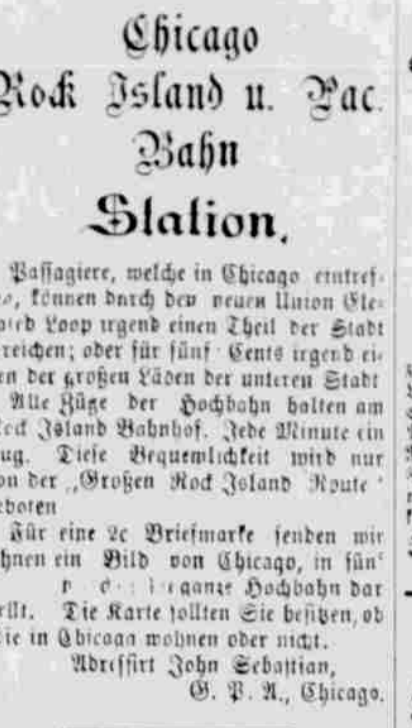 Chicago
Rock Island u. Pac.
Bahn
Station.
Passagiere, welche in Chicago eintref-
können durch den neuen Union Ele-
Loop irgend einen Theil der Stadt
reichen; oder für fünf Cents irgend ei-
en der großen Läden der unteren Stadt
Alle Züge der Hochbahn halten am
Island Bahnhof. Jede Minute ein
ug. Diese Bequemlichkeit wird nur
on der „Großen Rock Island Route"
eboten
Für eine 2c Briefmarke senden wir
hnen ein Bild von Chicago, in fünf
ganze Hochbahn dar
ellt. Die Karte sollten Sie besitzen, ob
ie in Chicago wohnen oder nicht.
Adressirt John Sebastian,
G. P. A., Chicago.